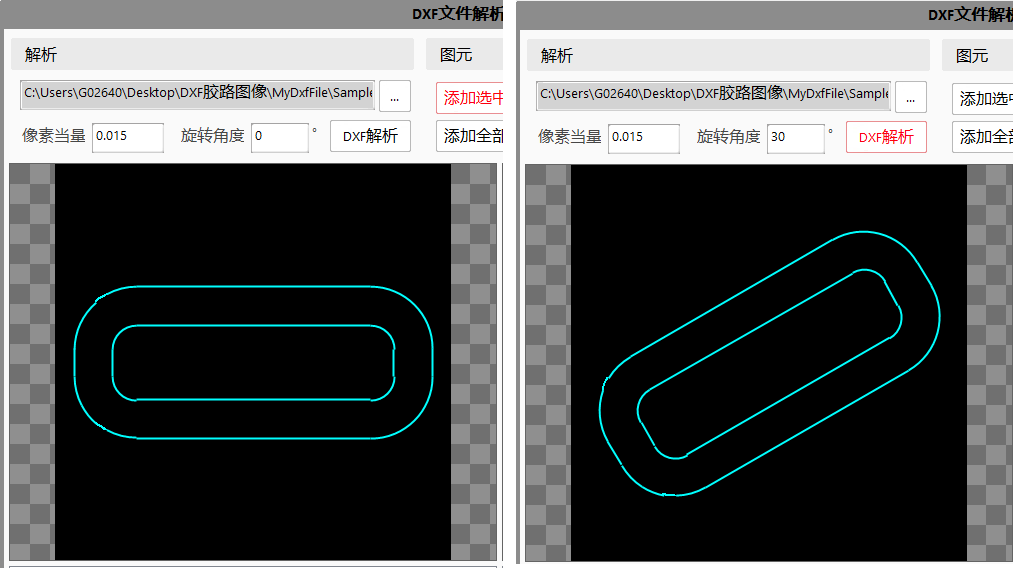 DXF文件解析
解析
图元
C:\Users\G02640\Desktop\DXF胶路图像\MyDxfFile\Sample
...
添加选中
像素当量 0.015 旋转角度 0 ° DXF解析
添加全部
DXF文件解析
解析
图元
C:\Users\G02640\Desktop\DXF胶路图像\MyDxfFile\Sample
...
添加选中
像素当量 0.015 旋转角度 30 ° DXF解析
添加全部